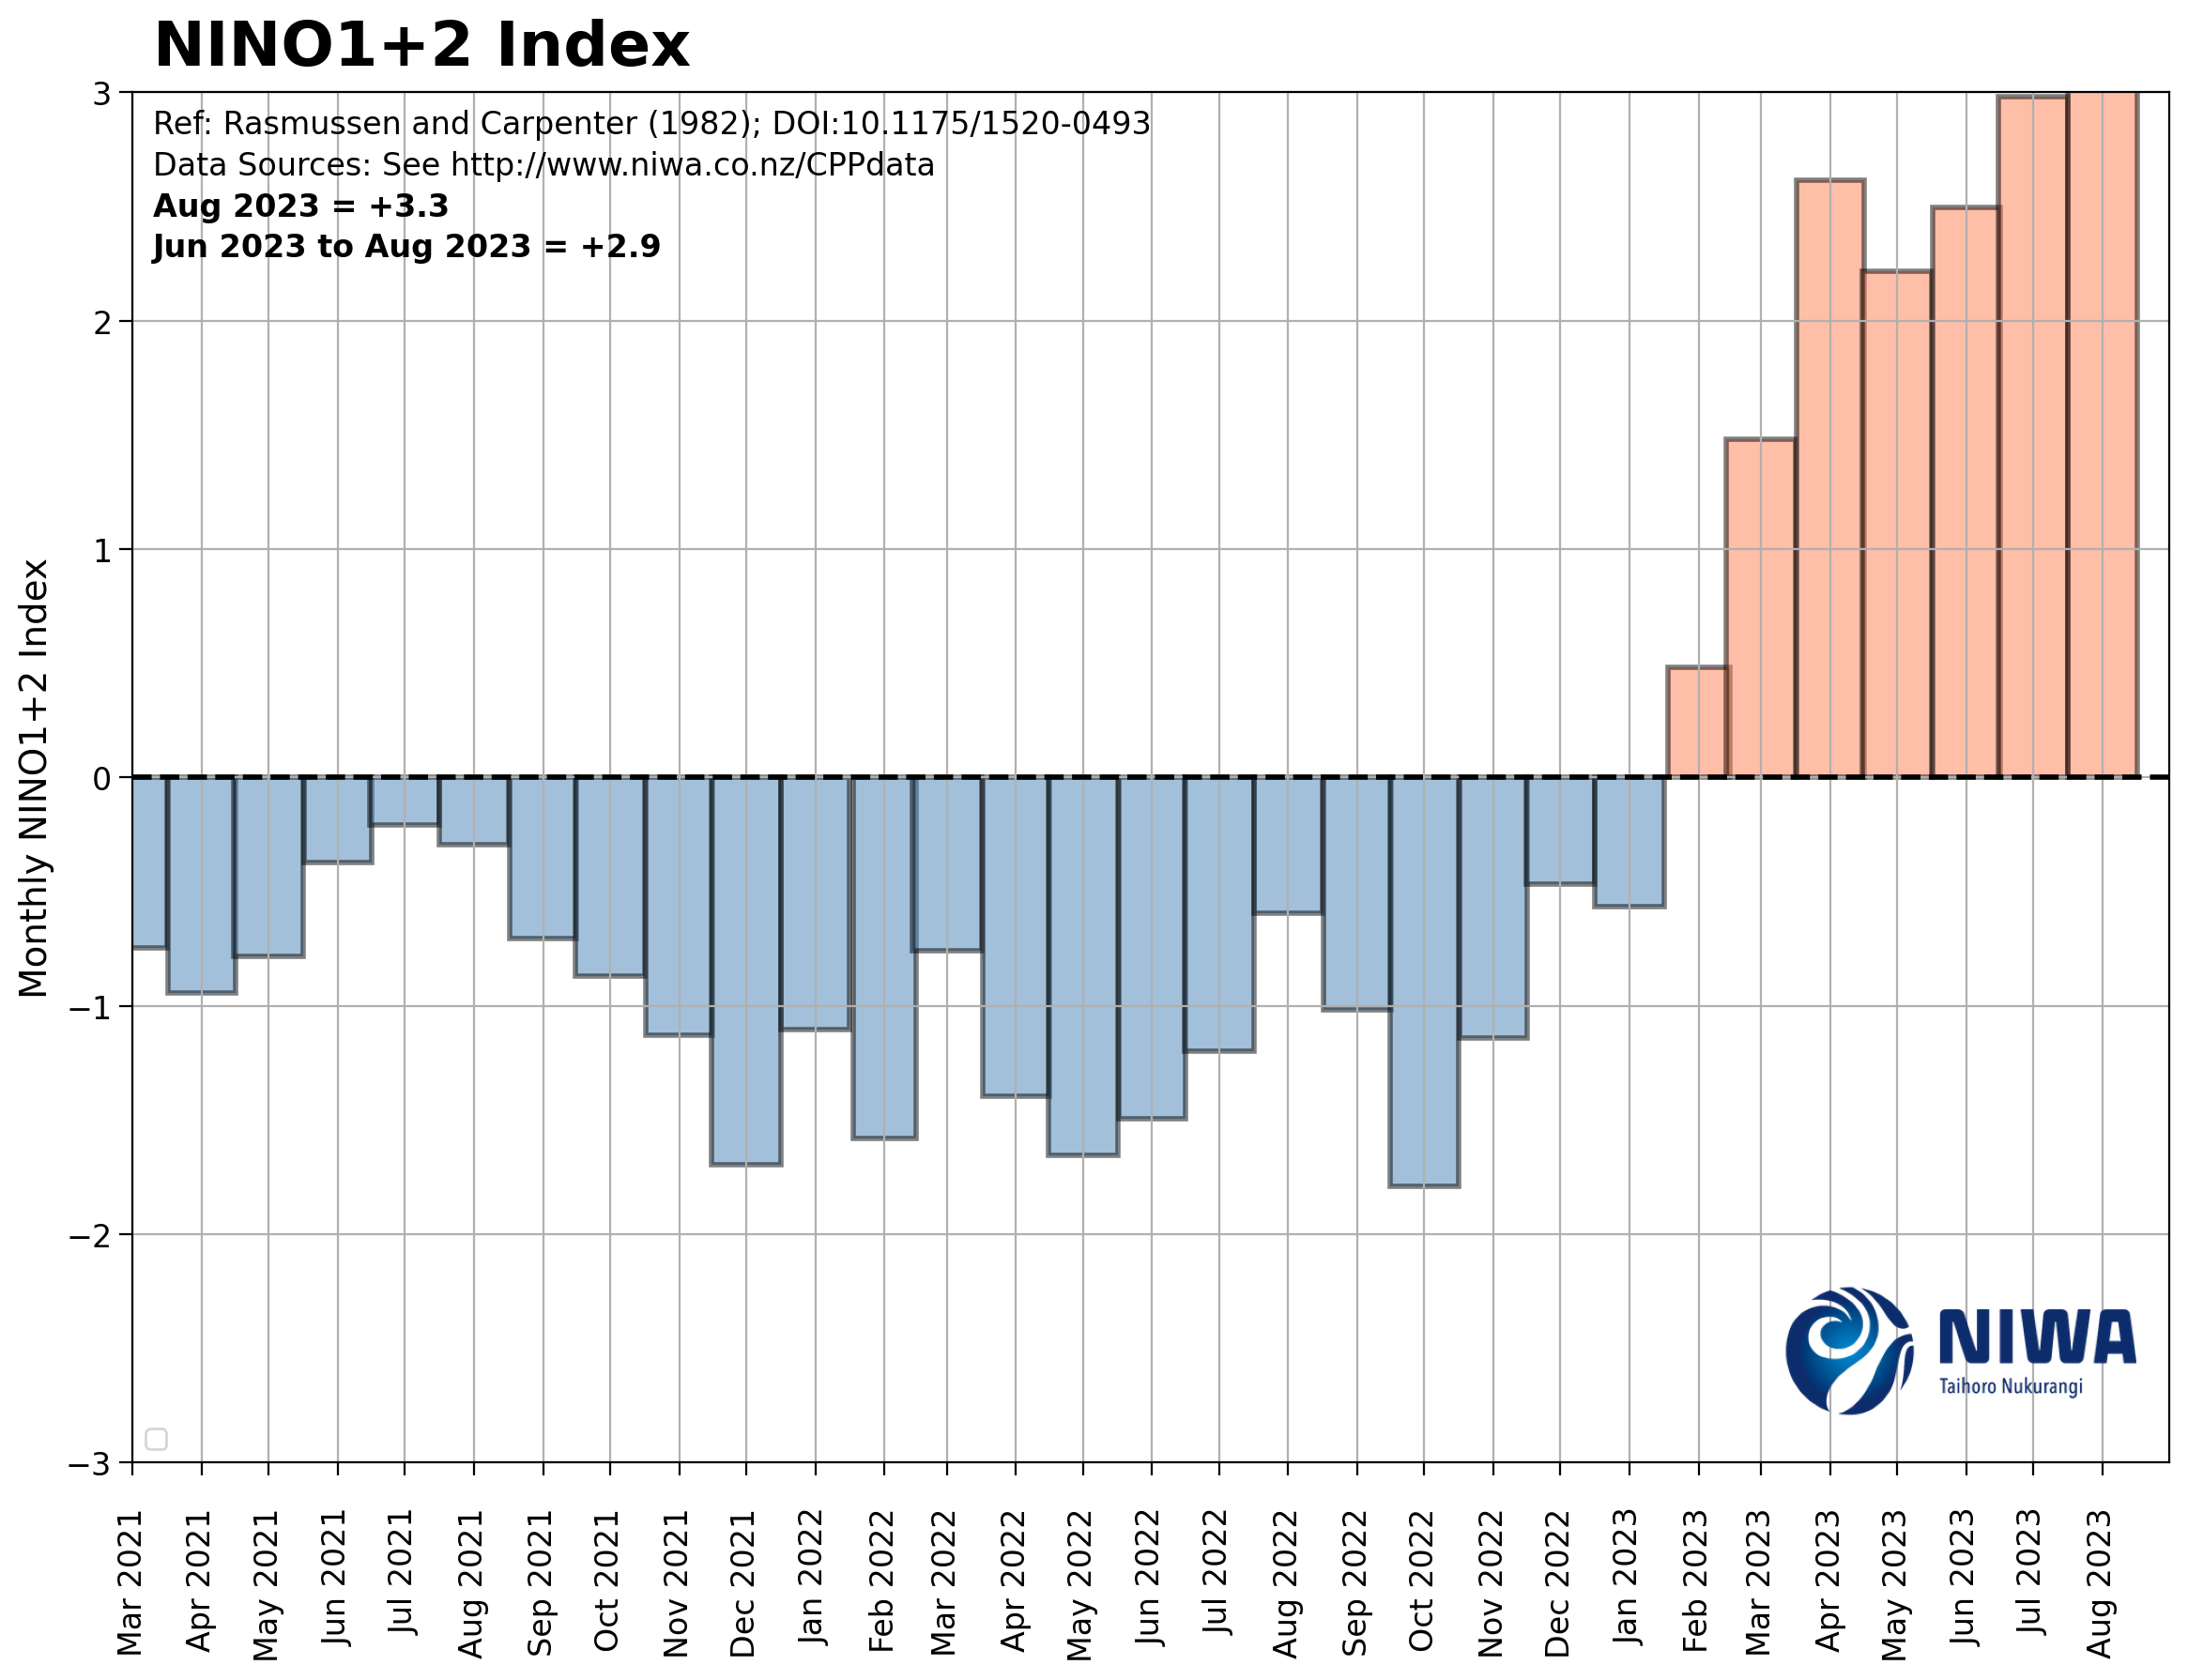 NINO1+2 Index
Ref: Rasmussen and Carpenter (1982); DOI:10.1175/1520-0493
Data Sources: See http://www.niwa.co.nz/CPPdata
Aug 2023 = +3.3
Jun 2023 to Aug 2023 = +2.9
Monthly NINO1+2 Index
3
2
1
0
−1
−2
−3
NIWA
Taihoro Nukurangi
Mar 2021
Apr 2021
May 2021
Jun 2021
Jul 2021
Aug 2021
Sep 2021
Oct 2021
Nov 2021
Dec 2021
Jan 2022
Feb 2022
Mar 2022
Apr 2022
May 2022
Jun 2022
Jul 2022
Aug 2022
Sep 2022
Oct 2022
Nov 2022
Dec 2022
Jan 2023
Feb 2023
Mar 2023
Apr 2023
May 2023
Jun 2023
Jul 2023
Aug 2023